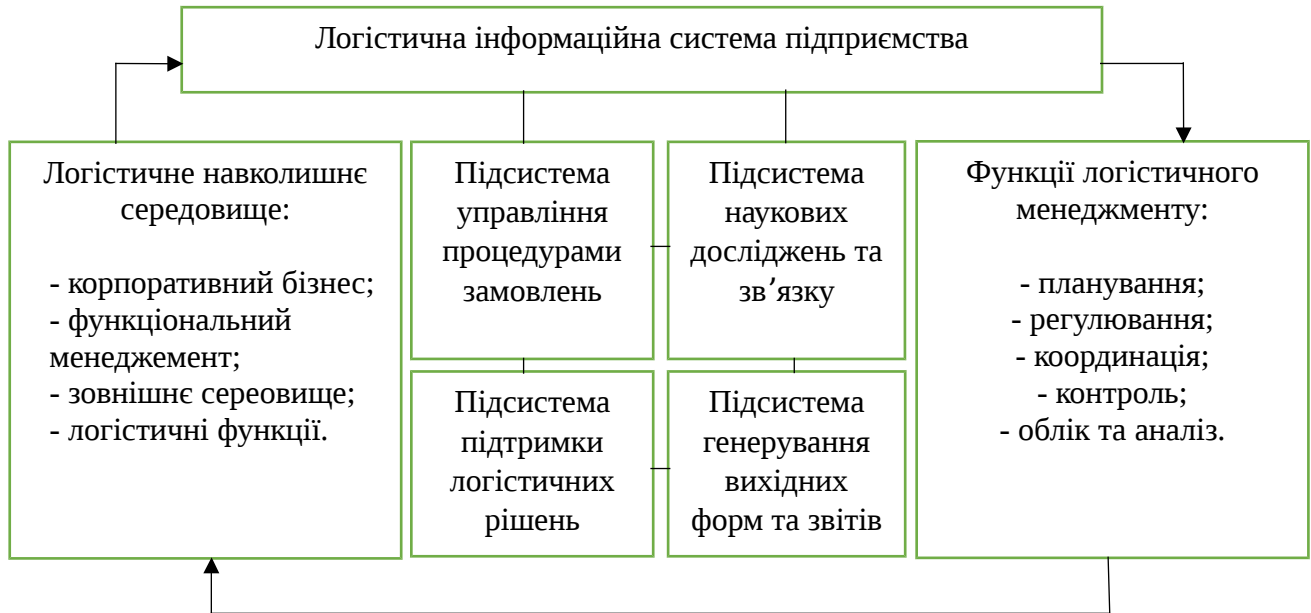 Логістична інформаційна система підприємства
Логістичне навколишнє
середовище:
- корпоративний бізнес;
- функціональний
менеджемент;
- зовнішнє сереовище;
- логістичні функції.
Підсистема
управління
процедурами
замовлень
Підсистема
наукових
досліджень та
зв’язку
Підсистема
підтримки
логістичних
рішень
Підсистема
генерування
вихідних
форм та звітів
Функції логістичного
менеджменту:
- планування;
- регулювання;
- координація;
- контроль;
- облік та аналіз.